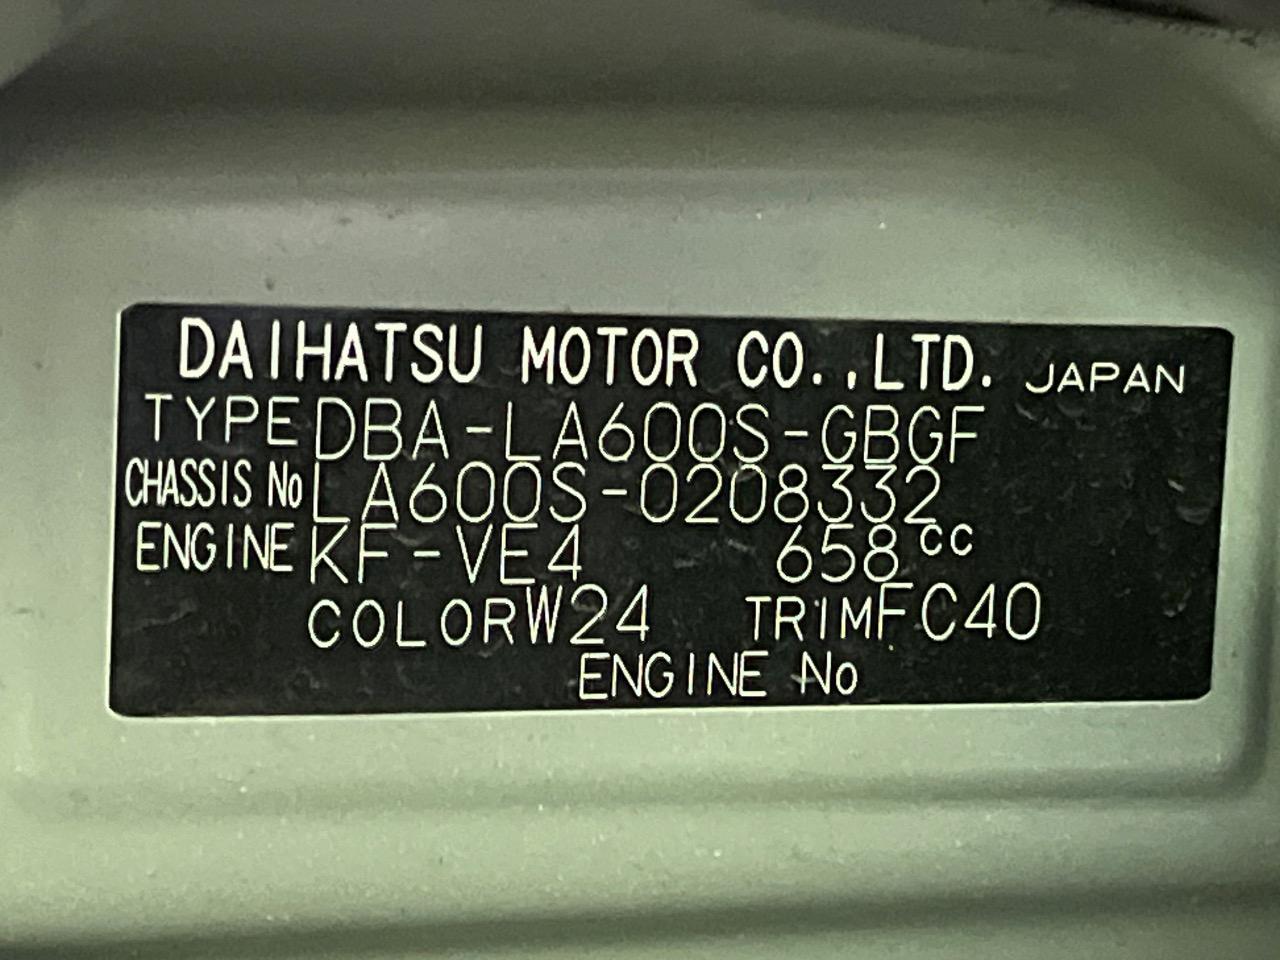 DAIHATSU MOTOR CO.,LTD. JAPAN
TYPE DBA-LA600S-GBGF
CHASSIS No LA600S-0208332
ENGINE KF-VE4 658cc
COLOR W24 TRIM FC40
ENGINE No